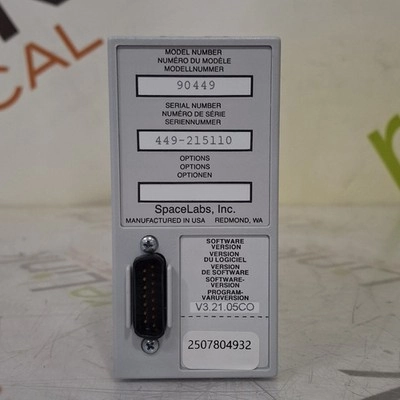 MODEL NUMBER
NUMÉRO DU MODÈLE
MODELLNUMMER
90449
SERIAL NUMBER
NUMÉRO DE SÉRIE
SERIENNUMMER
449-215110
OPTIONS
OPTIONS
OPTIONEN
SpaceLabs, Inc.
MANUFACTURED IN USA REDMOND, WA
SOFTWARE
VERSION
VERSION
DU LOGICIEL
VERSION
DE SOFTWARE
SOFTWARE-
VERSION
PROGRAM-
VARUVERSION
V3.21.05CO
2507804932